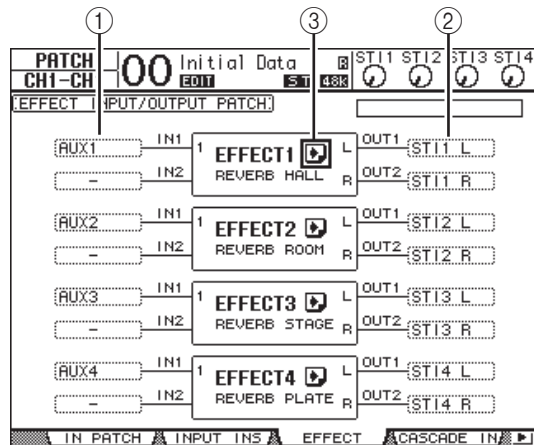 ① ③ ②
PATCH 00 Initial Data R STI1 STI2 STI3 STI4
CH1-CH EDIT S.T 48K
EFFECT INPUT/OUTPUT PATCH
AUX1 IN1 1 EFFECT1 L OUT1 STI1 L
- IN2 REVERB HALL R OUT2 STI1 R
AUX2 IN1 1 EFFECT2 L OUT1 STI2 L
- IN2 REVERB ROOM R OUT2 STI2 R
AUX3 IN1 1 EFFECT3 L OUT1 STI3 L
- IN2 REVERB STAGE R OUT2 STI3 R
AUX4 IN1 1 EFFECT4 L OUT1 STI4 L
- IN2 REVERB PLATE R OUT2 STI4 R
IN PATCH INPUT INS EFFECT CASCADE IN